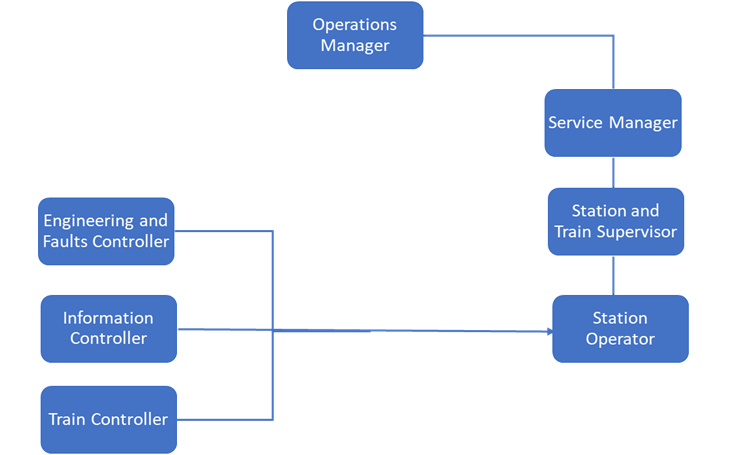 Operations
Manager
Service Manager
Station and
Train Supervisor
Engineering and
Faults Controller
Information
Controller
Station
Operator
Train Controller